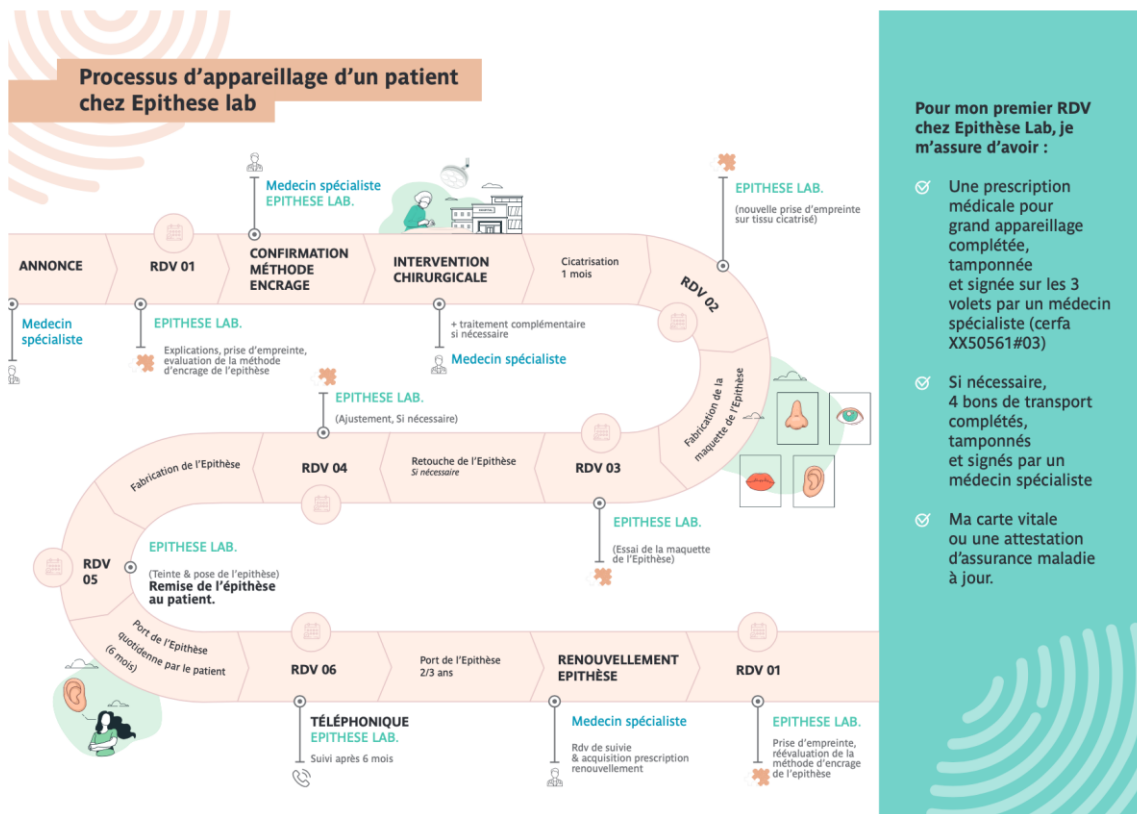 Processus d'appareillage d'un patient
chez Epithese lab
Medecin spécialiste
EPITHESE LAB.
EPITHESE LAB.
(nouvelle prise d'empreinte
sur tissu cicatrisé)
ANNONCE
RDV 01
CONFIRMATION
MÉTHODE
ENCRAGE
INTERVENTION
CHIRURGICALE
Cicatrisation
1 mois
RDV 02
Medecin
spécialiste
EPITHESE LAB.
Explications, prise d'empreinte,
evaluation de la méthode
d'encrage de l'epithèse
+ traitement complémentaire
si nécessaire
Medecin spécialiste
Fabrication de la
maquette de l'Epithèse
EPITHESE LAB.
(Ajustement, Si nécessaire)
Fabrication de l'Epithèse
RDV 04
Retouche de l'Epithèse
Si nécessaire
RDV 03
EPITHESE LAB.
(Essai de la maquette
de l'Epithèse)
RDV
05
EPITHESE LAB.
(Teinte & pose de l'epithèse)
Remise de l'épithèse
au patient.
Port de l'Epithèse
quotidenne par le patient
(6 mois)
RDV 06
Port de l'Epithèse
2/3 ans
RENOUVELLEMENT
EPITHÈSE
RDV 01
TÉLÉPHONIQUE
EPITHESE LAB.
Suivi après 6 mois
Medecin spécialiste
Rdv de suivie
& acquisition prescription
renouvellement
EPITHESE LAB.
Prise d'empreinte,
réévaluation de la
méthode d'encrage
de l'epithèse
Pour mon premier RDV
chez Epithèse Lab, je
m'assure d'avoir :
Une prescription
médicale pour
grand appareillage
complétée,
tamponnée
et signée sur les 3
volets par un médecin
spécialiste (cerfa
XX50561#03)
Si nécessaire,
4 bons de transport
complétés,
tamponnés
et signés par un
médecin spécialiste
Ma carte vitale
ou une attestation
d'assurance maladie
à jour.